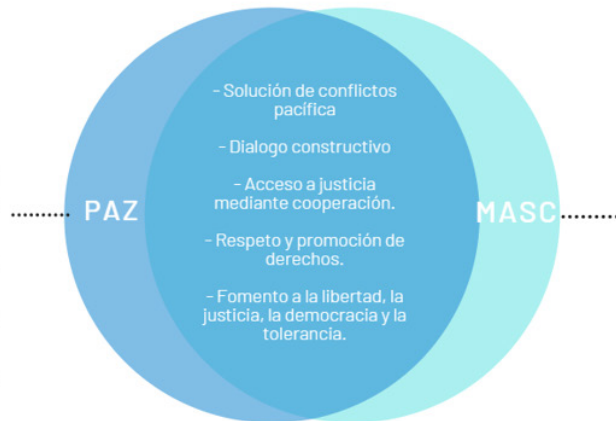 - Solución de conflictos
pacífica
- Dialogo constructivo
- Acceso a justicia
mediante cooperación.
PAZ
MASC
- Respeto y promoción de
derechos.
- Fomento a la libertad, la
justicia, la democracia y la
tolerancia.